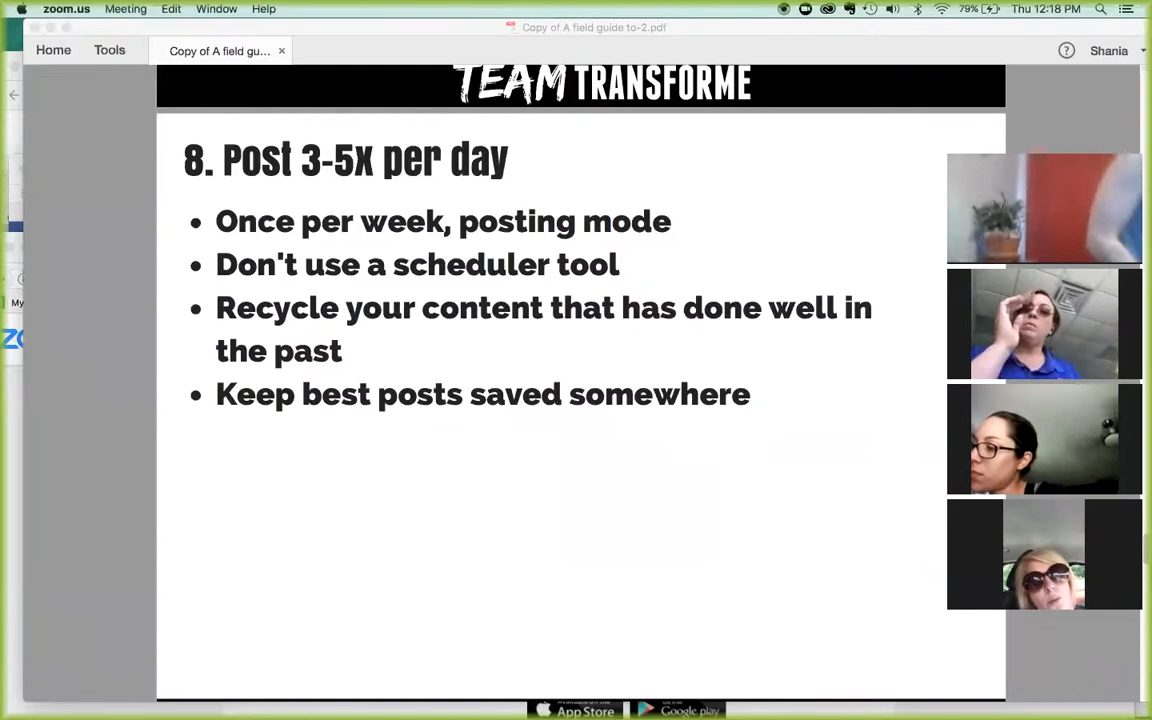 zoom.us Meeting Edit Window Help 79% Thu 12:18 PM
Copy of A field guide to-2.pdf
Home Tools Copy of A field gu... × ? Shania
TEAM TRANSFORME
8. Post 3-5x per day
• Once per week, posting mode
• Don't use a scheduler tool
• Recycle your content that has done well in
the past
• Keep best posts saved somewhere
My
App Store Google play